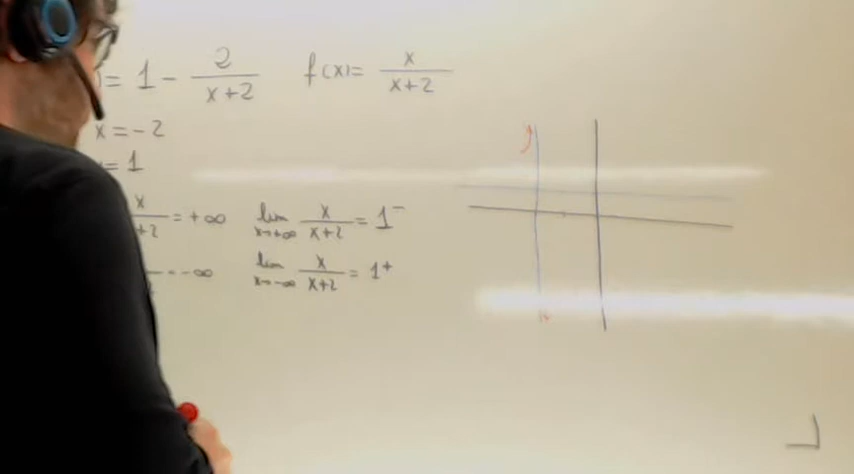 ) = 1 - 2/(x+2)   f(x) = x/(x+2)
x = -2
= 1
x/(+2) = +∞   lim x→+∞ x/(x+2) = 1⁻
= -∞   lim x→-∞ x/(x+2) = 1⁺